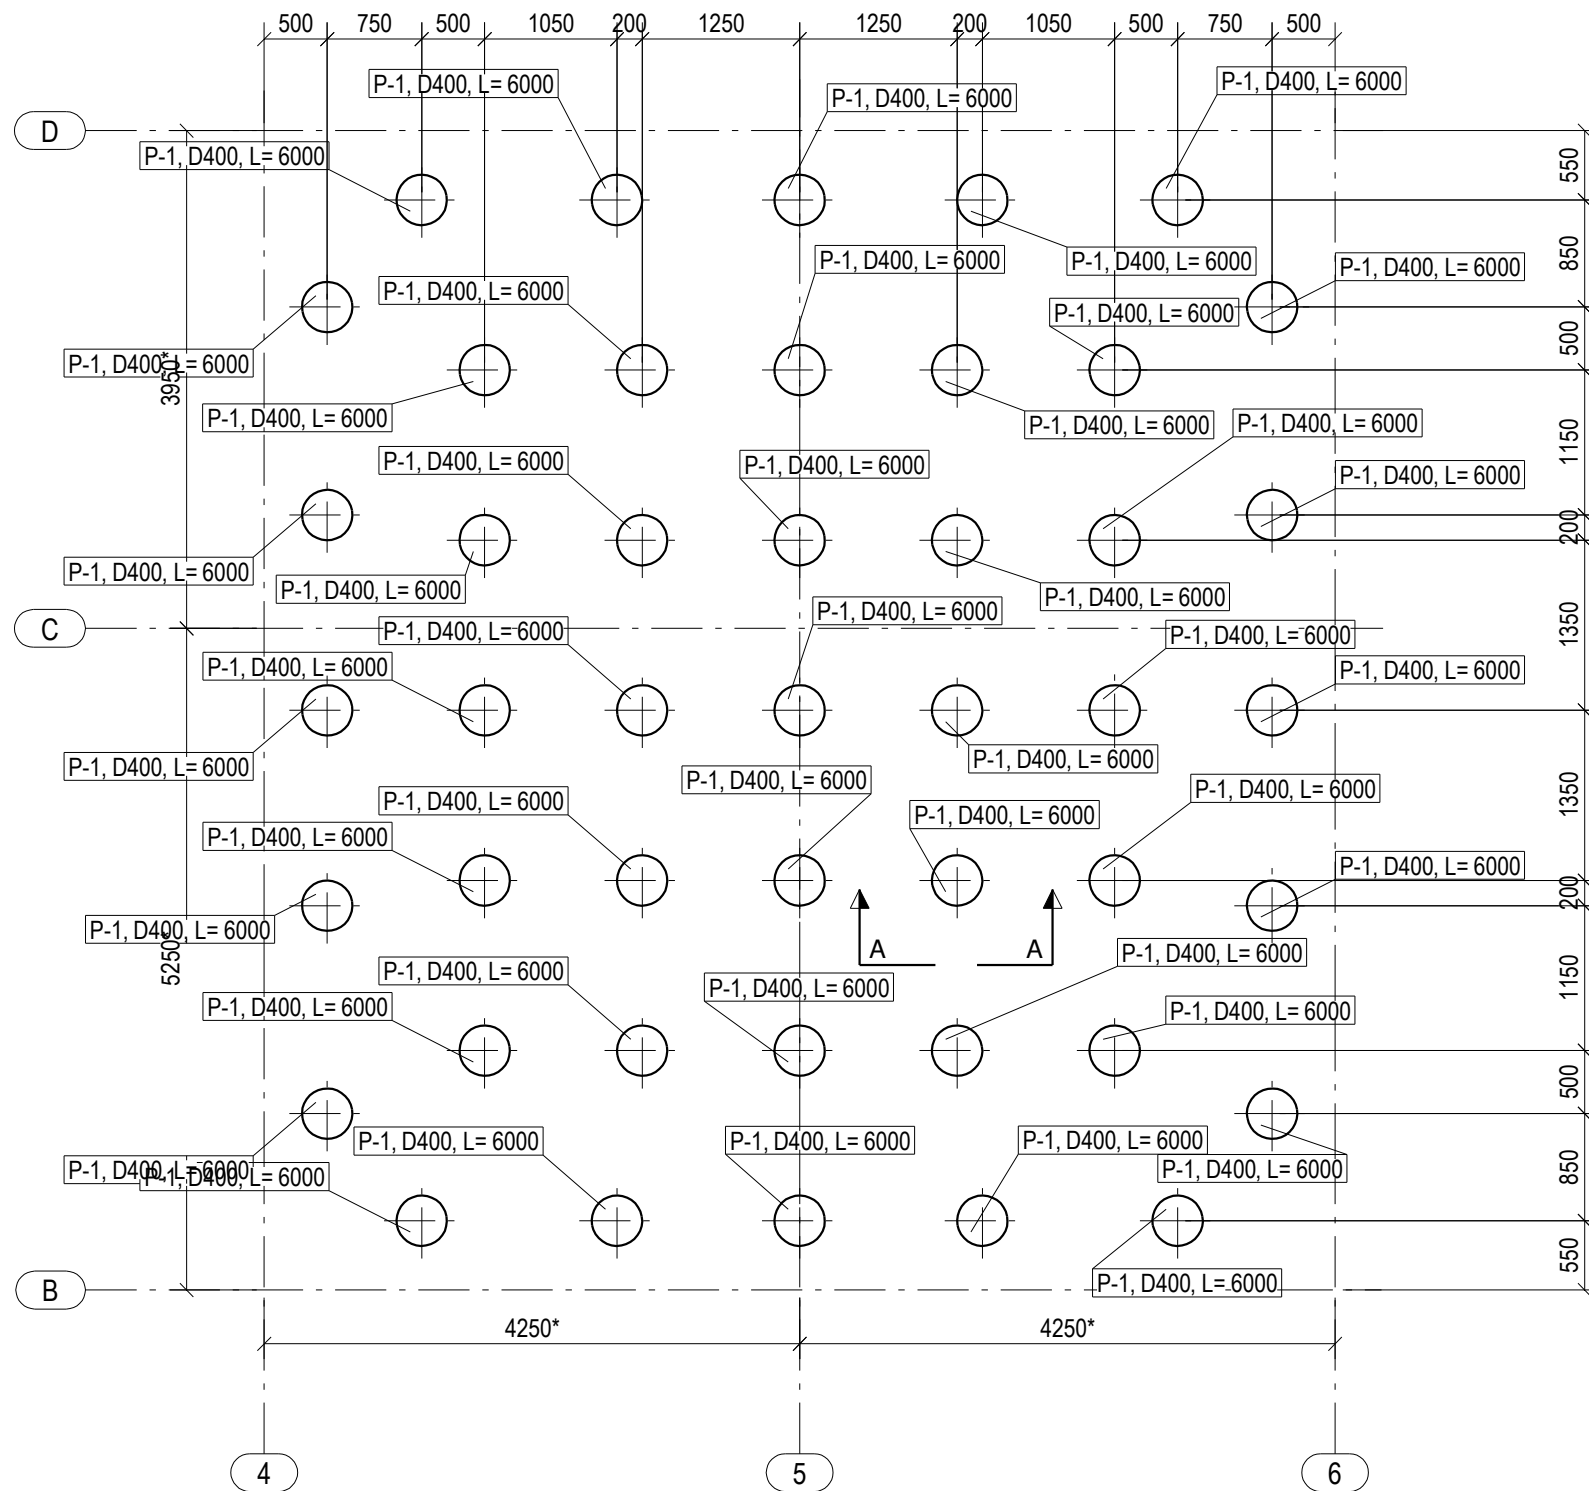 500 750 500 1050 200 1250 1250 200 1050 500 750 500
P-1, D400, L= 6000
P-1, D400, L= 6000
P-1, D400, L= 6000
D
P-1, D400, L= 6000
550
P-1, D400, L= 6000
P-1, D400, L= 6000
850
P-1, D400, L= 6000
P-1, D400, L= 6000
P-1, D400, L= 6000
500
P-1, D400, L= 6000
3950*
P-1, D400, L= 6000
P-1, D400, L= 6000
P-1, D400, L= 6000
1150
P-1, D400, L= 6000
P-1, D400, L= 6000
P-1, D400, L= 6000
200
P-1, D400, L= 6000
P-1, D400, L= 6000
P-1, D400, L= 6000
P-1, D400, L= 6000
C
1350
P-1, D400, L= 6000
P-1, D400, L= 6000
P-1, D400, L= 6000
P-1, D400, L= 6000
P-1, D400, L= 6000
P-1, D400, L= 6000
P-1, D400, L= 6000
1350
P-1, D400, L= 6000
P-1, D400, L= 6000
P-1, D400, L= 6000
P-1, D400, L= 6000
P-1, D400, L= 6000
P-1, D400, L= 6000
200
P-1, D400, L= 6000
5250*
A A
P-1, D400, L= 6000
P-1, D400, L= 6000
P-1, D400, L= 6000
1150
P-1, D400, L= 6000
P-1, D400, L= 6000
500
P-1, D400, L= 6000
P-1, D400, L= 6000
P-1, D400, L= 6000
P-1, D400, L= 6000
P-1, D400, L= 6000
P-1, D400, L= 6000
850
P-1, D400, L= 6000
550
B
4250* 4250*
4 5 6